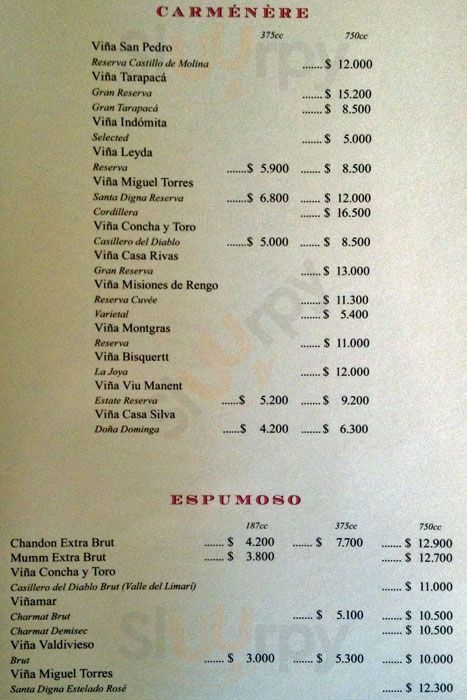 CARMÉNÈRE
375cc 750cc
Viña San Pedro
Reserva Castillo de Molina ....... $ 12.000
Viña Tarapacá
Gran Reserva ....... $ 15.200
Gran Tarapacá ....... $ 8.500
Viña Indómita
Selected ....... $ 5.000
Viña Leyda
Reserva .......$ 5.900 ....... $ 8.500
Viña Miguel Torres
Santa Digna Reserva .......$ 6.800 ....... $ 12.000
Cordillera ....... $ 16.500
Viña Concha y Toro
Casillero del Diablo .......$ 5.000 ....... $ 8.500
Viña Casa Rivas
Gran Reserva ....... $ 13.000
Viña Misiones de Rengo
Reserva Cuvée ....... $ 11.300
Varietal ....... $ 5.400
Viña Montgras
Reserva ....... $ 11.000
Viña Bisquertt
La Joya ....... $ 12.000
Viña Viu Manent
Estate Reserva ......$ 5.200 ....... $ 9.200
Viña Casa Silva
Doña Dominga ......$ 4.200 .......$ 6.300
ESPUMOSO
187cc 375cc 750cc
Chandon Extra Brut ...... $ 4.200 ...... $ 7.700 ....... $ 12.900
Mumm Extra Brut ...... $ 3.800 ....... $ 12.700
Viña Concha y Toro
Casillero del Diablo Brut (Valle del Limari) ....... $ 11.000
Viñamar
Charmat Brut ...... $ 5.100 ....... $ 10.500
Charmat Demisec ....... $ 10.500
Viña Valdivieso
Brut ...... $ 3.000 ...... $ 5.300 ....... $ 10.000
Viña Miguel Torres
Santa Digna Estelado Rosé ....... $ 12.300
Sluurpy
Sluurpy